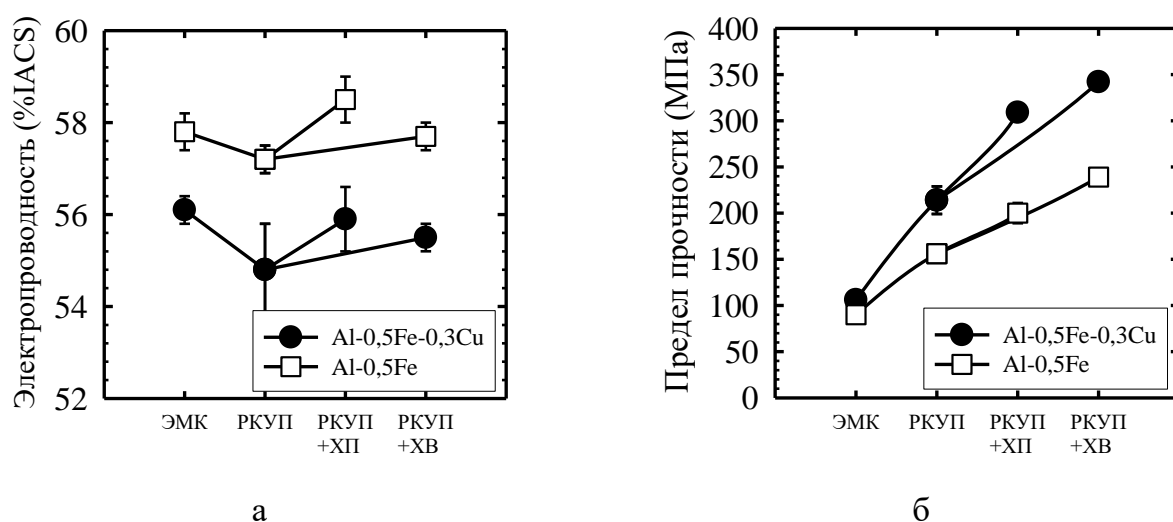 Электропроводность (%IACS)
60
58
56
54
52
Al-0,5Fe-0,3Cu
Al-0,5Fe
ЭМК РКУП РКУП РКУП
+ХП +ХВ
а
Предел прочности (МПа)
400
350
300
250
200
150
100
50
0
Al-0,5Fe-0,3Cu
Al-0,5Fe
ЭМК РКУП РКУП РКУП
+ХП +ХВ
б